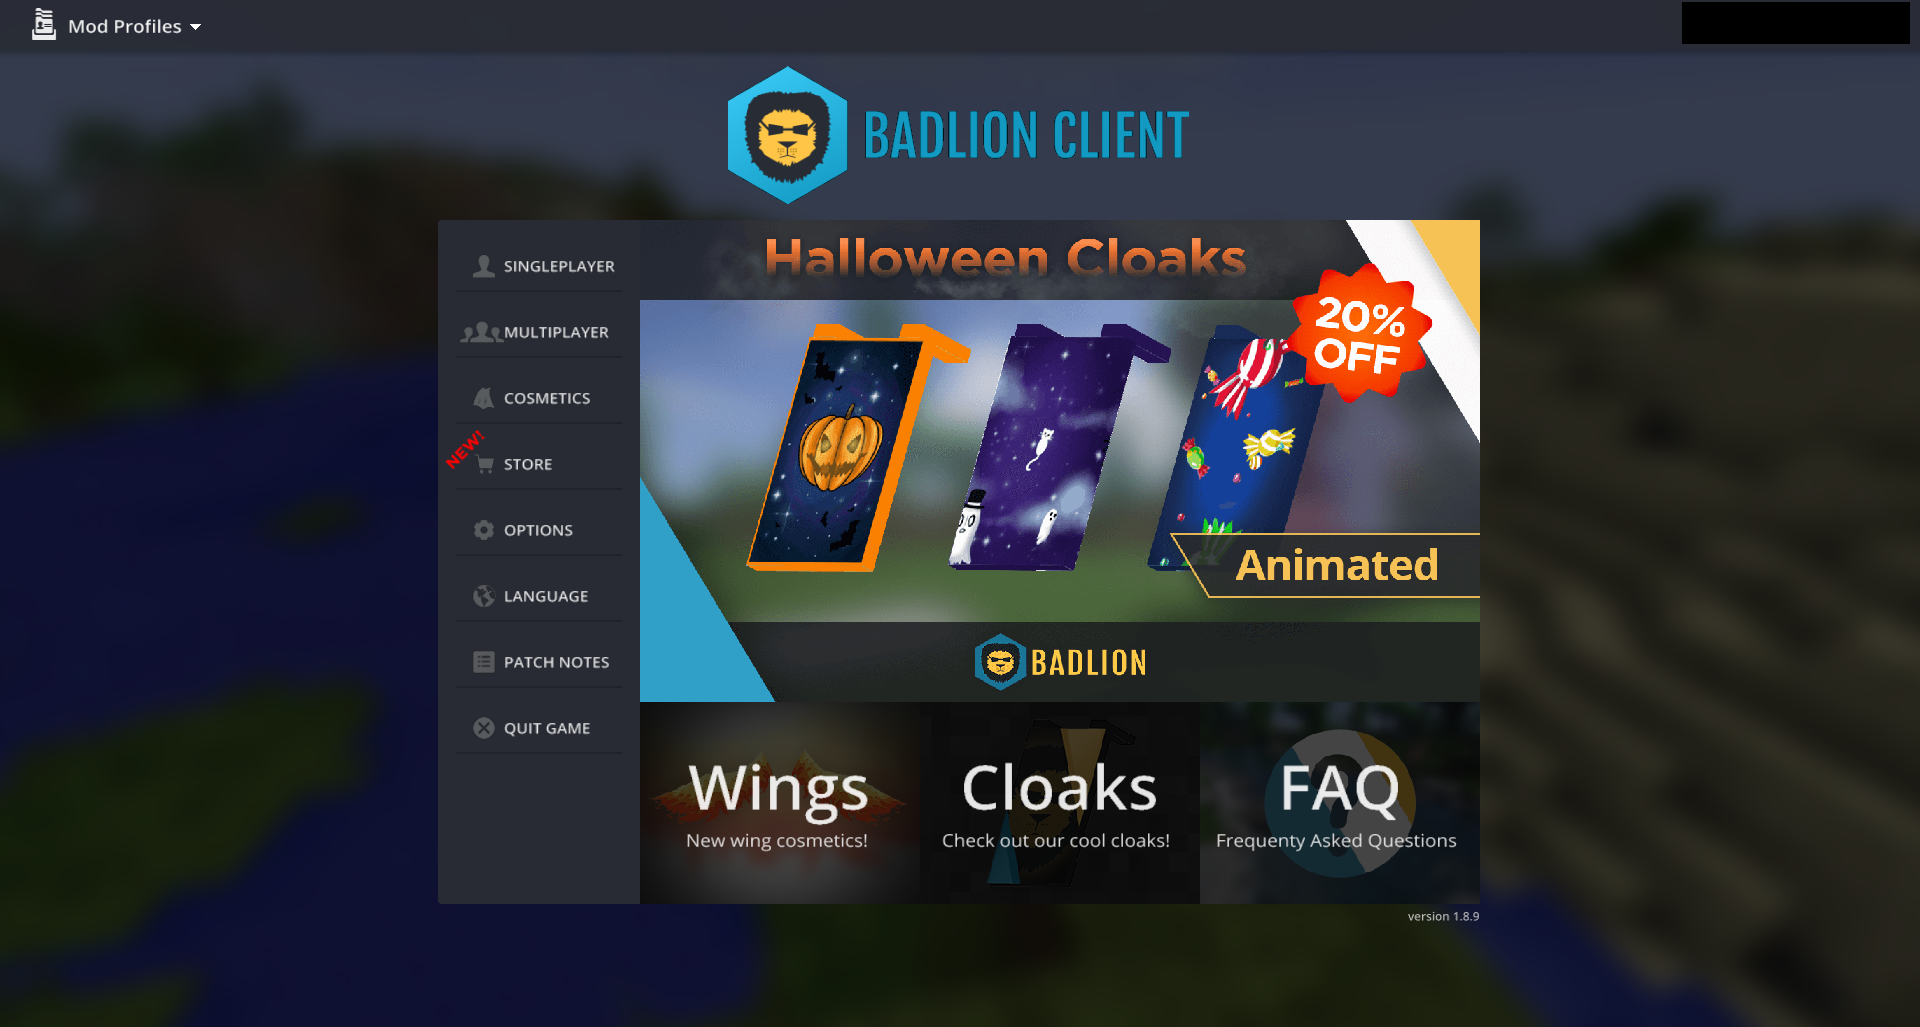 Mod Profiles
BADLION CLIENT
SINGLEPLAYER
MULTIPLAYER
COSMETICS
NEW!
STORE
OPTIONS
LANGUAGE
PATCH NOTES
QUIT GAME
Halloween Cloaks
20%
OFF
Animated
BADLION
Wings
New wing cosmetics!
Cloaks
Check out our cool cloaks!
FAQ
Frequenty Asked Questions
version 1.8.9